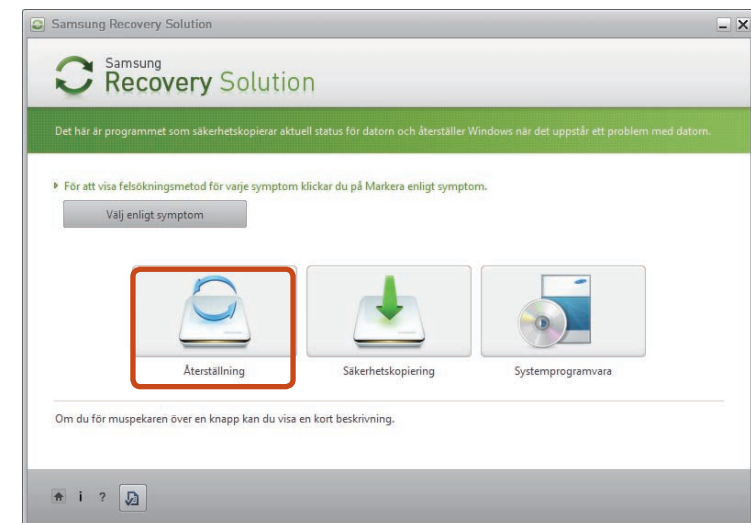 Samsung Recovery Solution
Samsung
Recovery Solution
Det här är programmet som säkerhetskopierar aktuell status för datorn och återställer Windows när det uppstår ett problem med datorn.
För att visa felsökningsmetod för varje symptom klickar du på Markera enligt symptom.
Välj enligt symptom
Återställning Säkerhetskopiering Systemprogramvara
Om du för muspekaren över en knapp kan du visa en kort beskrivning.
i ?